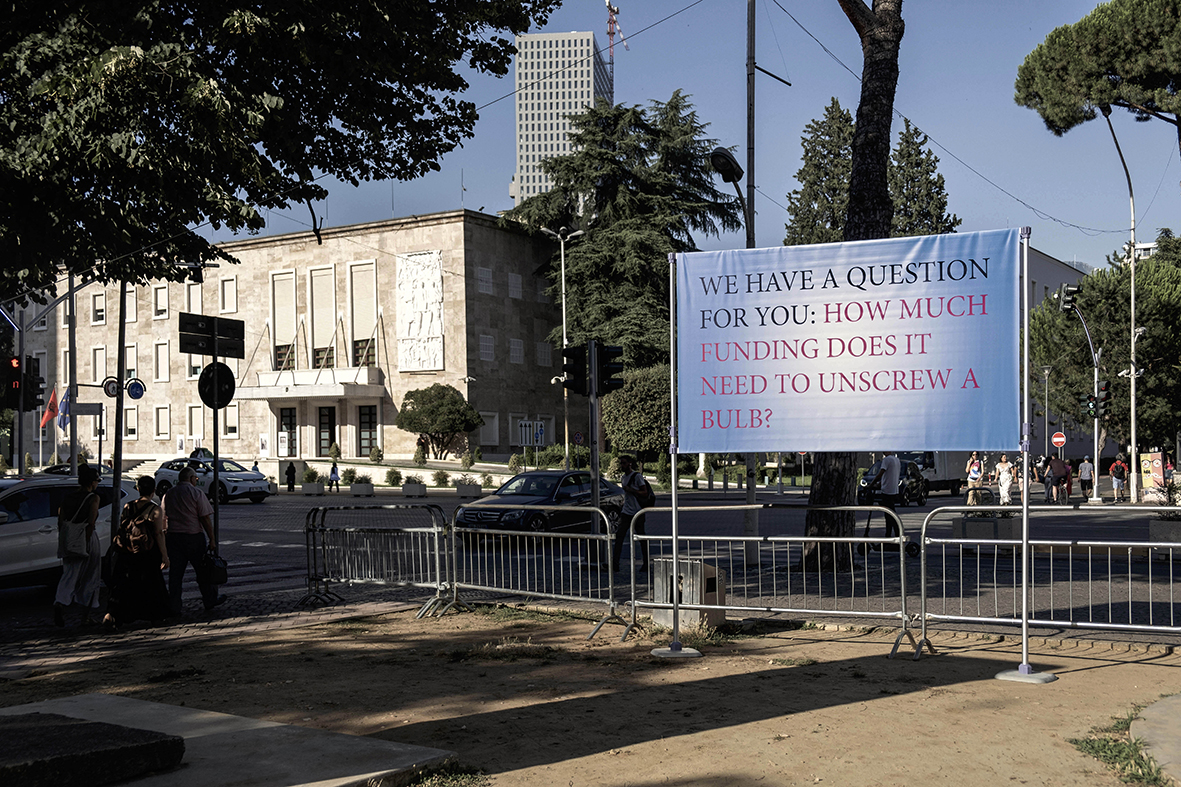 WE HAVE A QUESTION
FOR YOU: HOW MUCH
FUNDING DOES IT
NEED TO UNSCREW A
BULB?